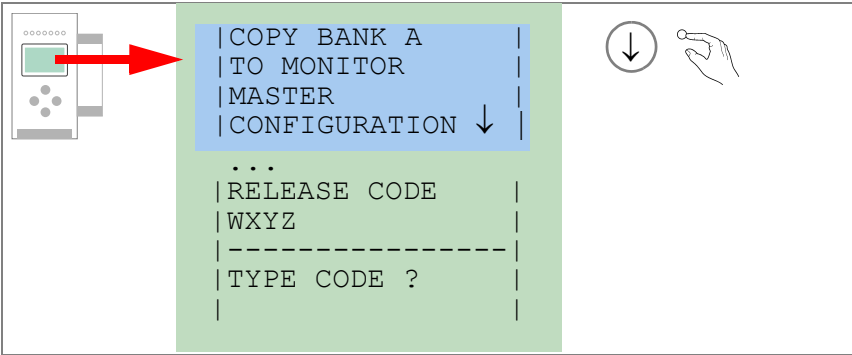 |COPY BANK A |
|TO MONITOR |
|MASTER |
|CONFIGURATION ↓ |
...
|RELEASE CODE |
|WXYZ |
|----------------|
|TYPE CODE ? |
| |